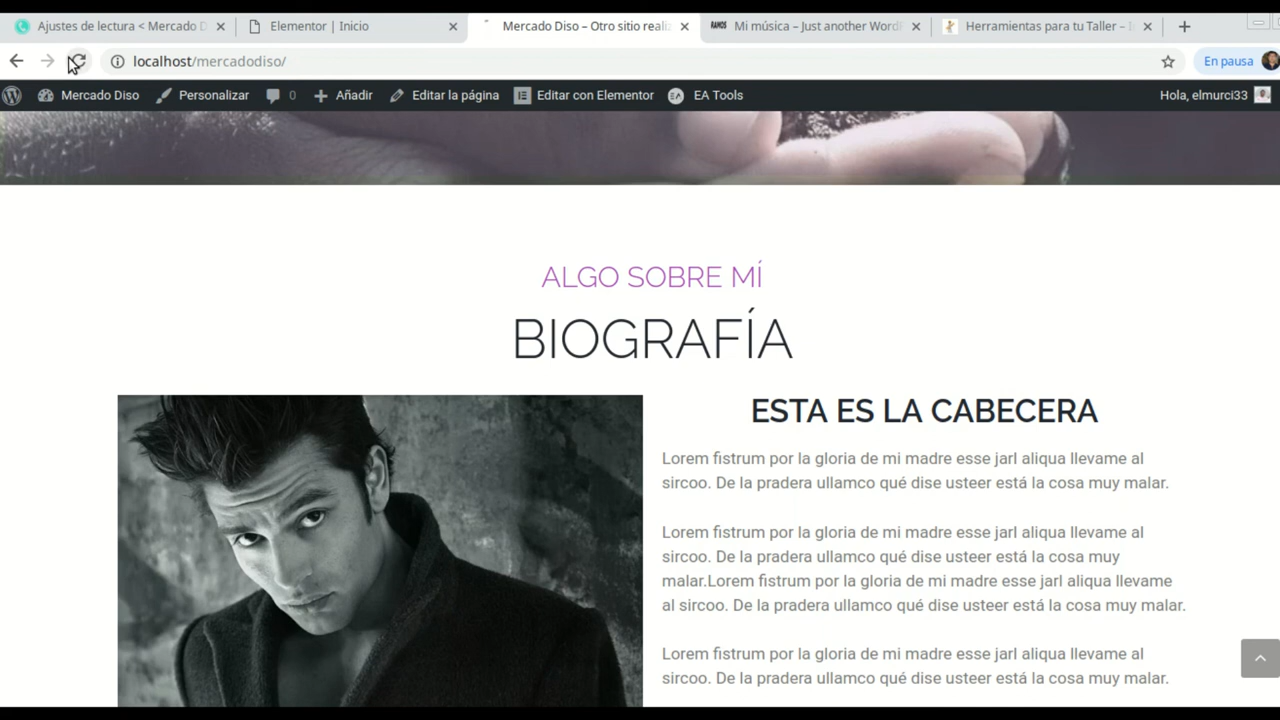 Ajustes de lectura < Mercado D
Elementor | Inicio
Mercado Diso – Otro sitio reali
RAMOS
Mi música – Just another Word
Herramientas para tu Taller –
localhost/mercadodiso/
En pausa
Mercado Diso
Personalizar
0
Añadir
Editar la página
Editar con Elementor
EA Tools
Hola, elmurci33
ALGO SOBRE MÍ
BIOGRAFÍA
ESTA ES LA CABECERA
Lorem fistrum por la gloria de mi madre esse jarl aliqua llevame al
sircoo. De la pradera ullamco qué dise usteer está la cosa muy malar.
Lorem fistrum por la gloria de mi madre esse jarl aliqua llevame al
sircoo. De la pradera ullamco qué dise usteer está la cosa muy
malar.Lorem fistrum por la gloria de mi madre esse jarl aliqua llevame
al sircoo. De la pradera ullamco qué dise usteer está la cosa muy malar.
Lorem fistrum por la gloria de mi madre esse jarl aliqua llevame al
sircoo. De la pradera ullamco qué dise usteer está la cosa muy malar.